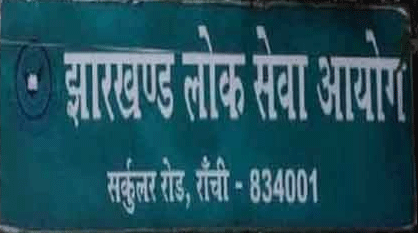 झारखण्ड लोक सेवा आयोग
सर्कुलर रोड, राँची - 834001